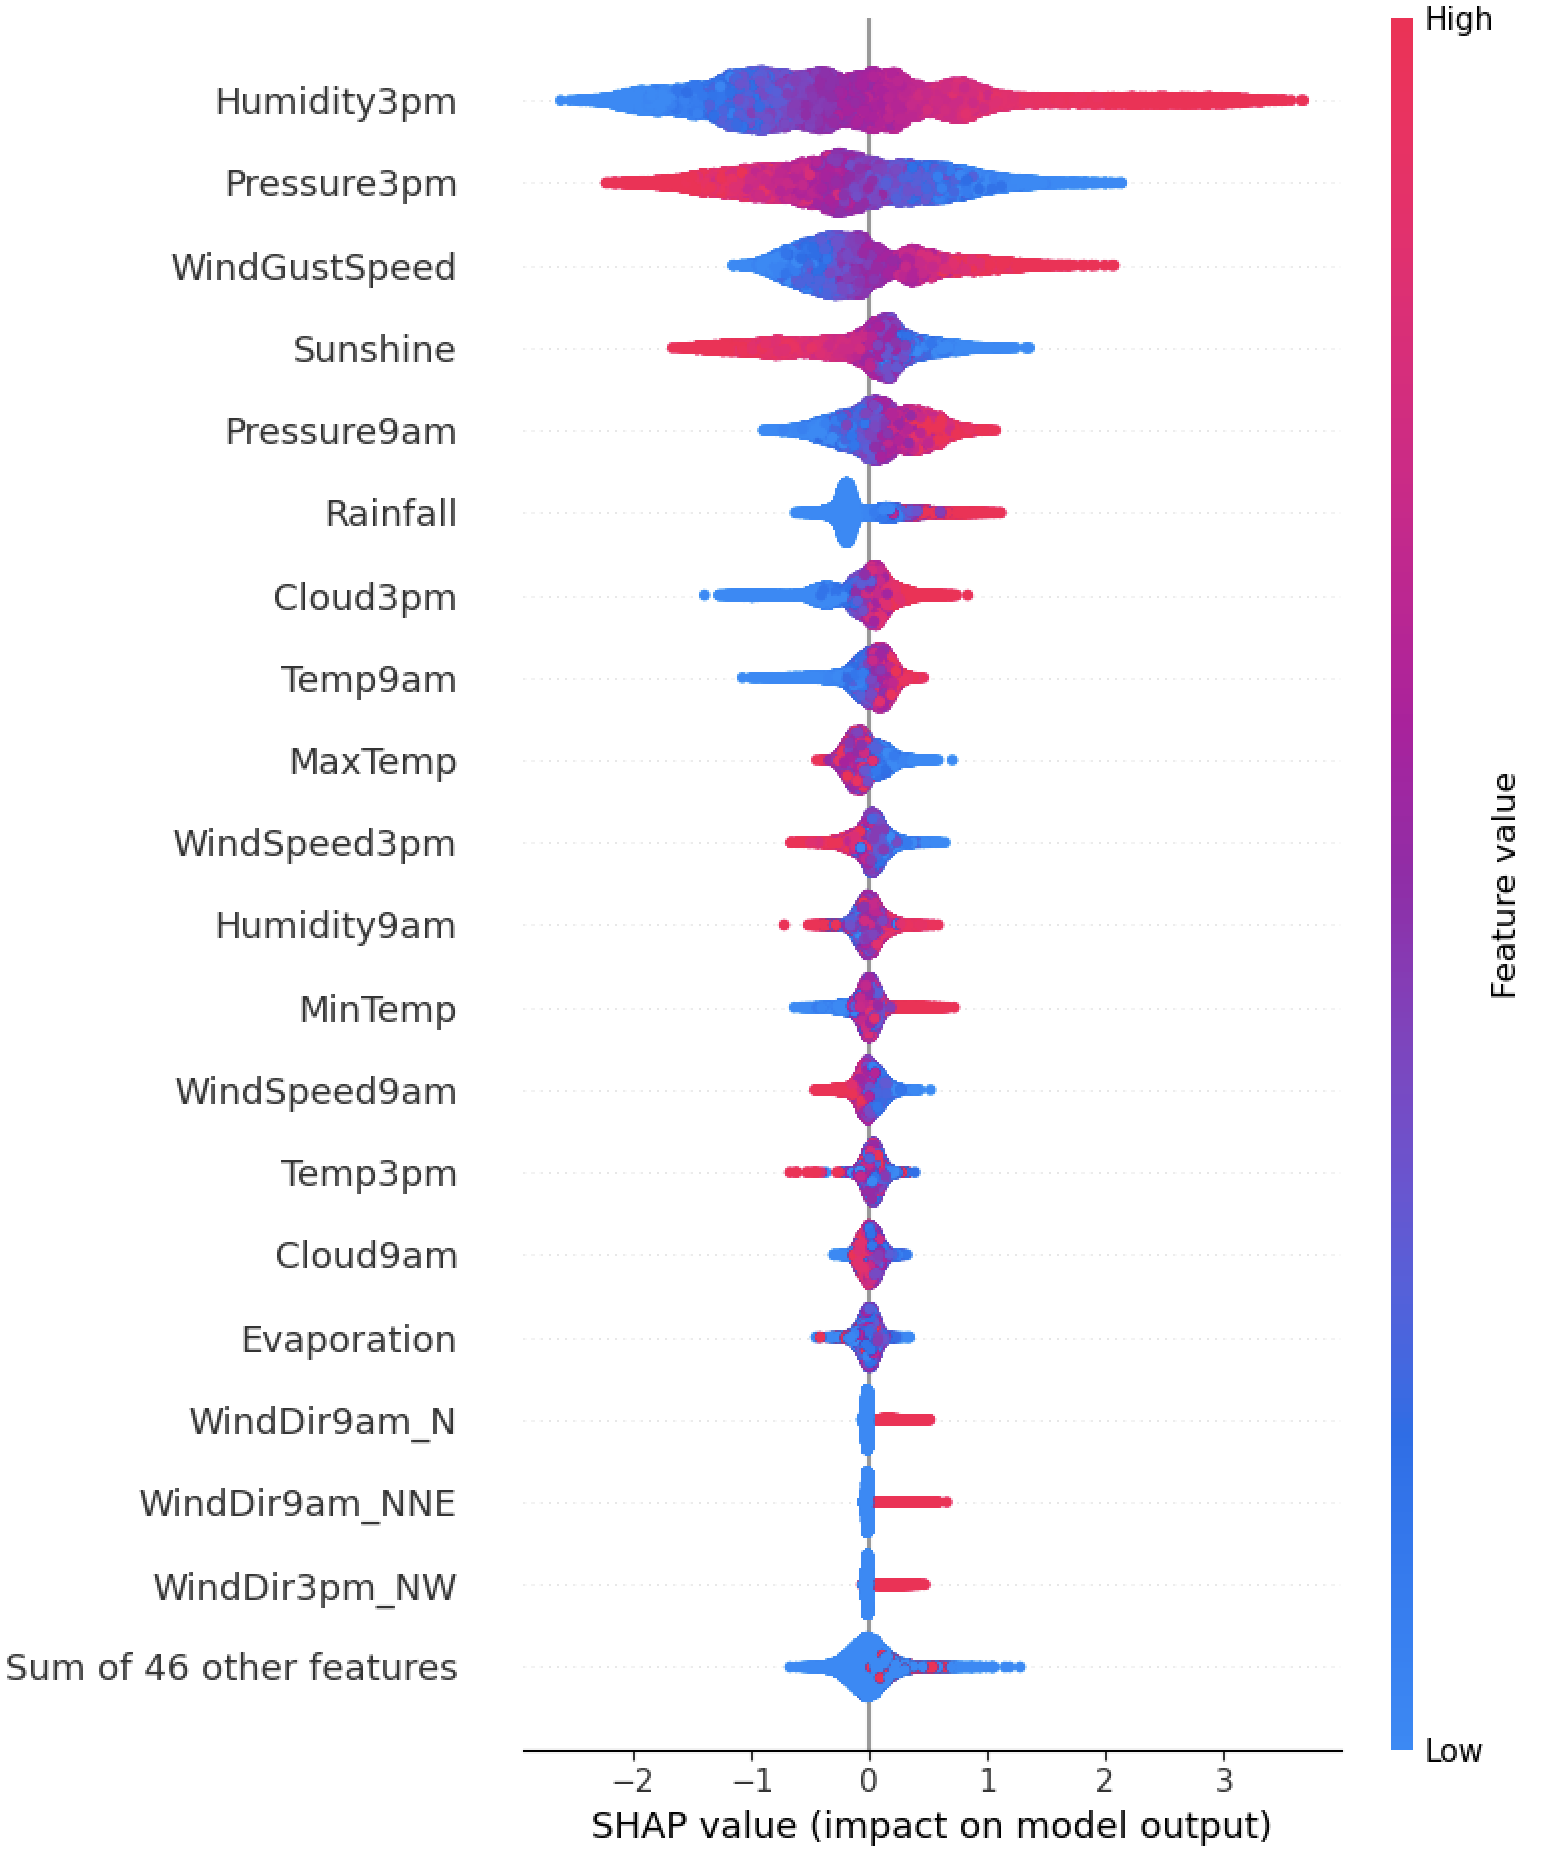 High
Humidity3pm
Pressure3pm
WindGustSpeed
Sunshine
Pressure9am
Rainfall
Cloud3pm
Temp9am
MaxTemp
WindSpeed3pm
Humidity9am
MinTemp
WindSpeed9am
Temp3pm
Cloud9am
Evaporation
WindDir9am_N
WindDir9am_NNE
WindDir3pm_NW
Sum of 46 other features
Feature value
Low
−2 −1 0 1 2 3
SHAP value (impact on model output)